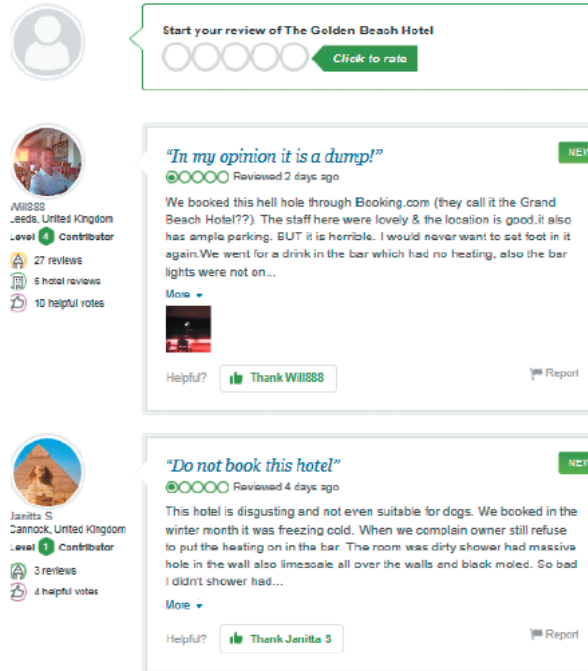 Start your review of The Golden Beach Hotel
Click to rate
"In my opinion it is a dump!"
NEW
Reviewed 2 days ago
Will888
Leeds, United Kingdom
Level 4 Contributor
27 reviews
5 hotel reviews
10 helpful votes
We booked this hell hole through Booking.com (they call it the Grand
Beach Hotel??). The staff here were lovely & the location is good,it also
has ample parking. BUT it is horrible. I would never want to set foot in it
again.We went for a drink in the bar which had no heating, also the bar
lights were not on...
More
Helpful?
Thank Will888
Report
"Do not book this hotel"
NEW
Reviewed 4 days ago
Janitta S
Cannock, United Kingdom
Level 1 Contributor
3 reviews
4 helpful votes
This hotel is disgusting and not even suitable for dogs. We booked in the
winter month it was freezing cold. When we complain owner still refuse
to put the heating on in the bar. The room was dirty shower had massive
hole in the wall also limescale all over the walls and black moled. So bad
I didn't shower had...
More
Helpful?
Thank Janitta S
Report